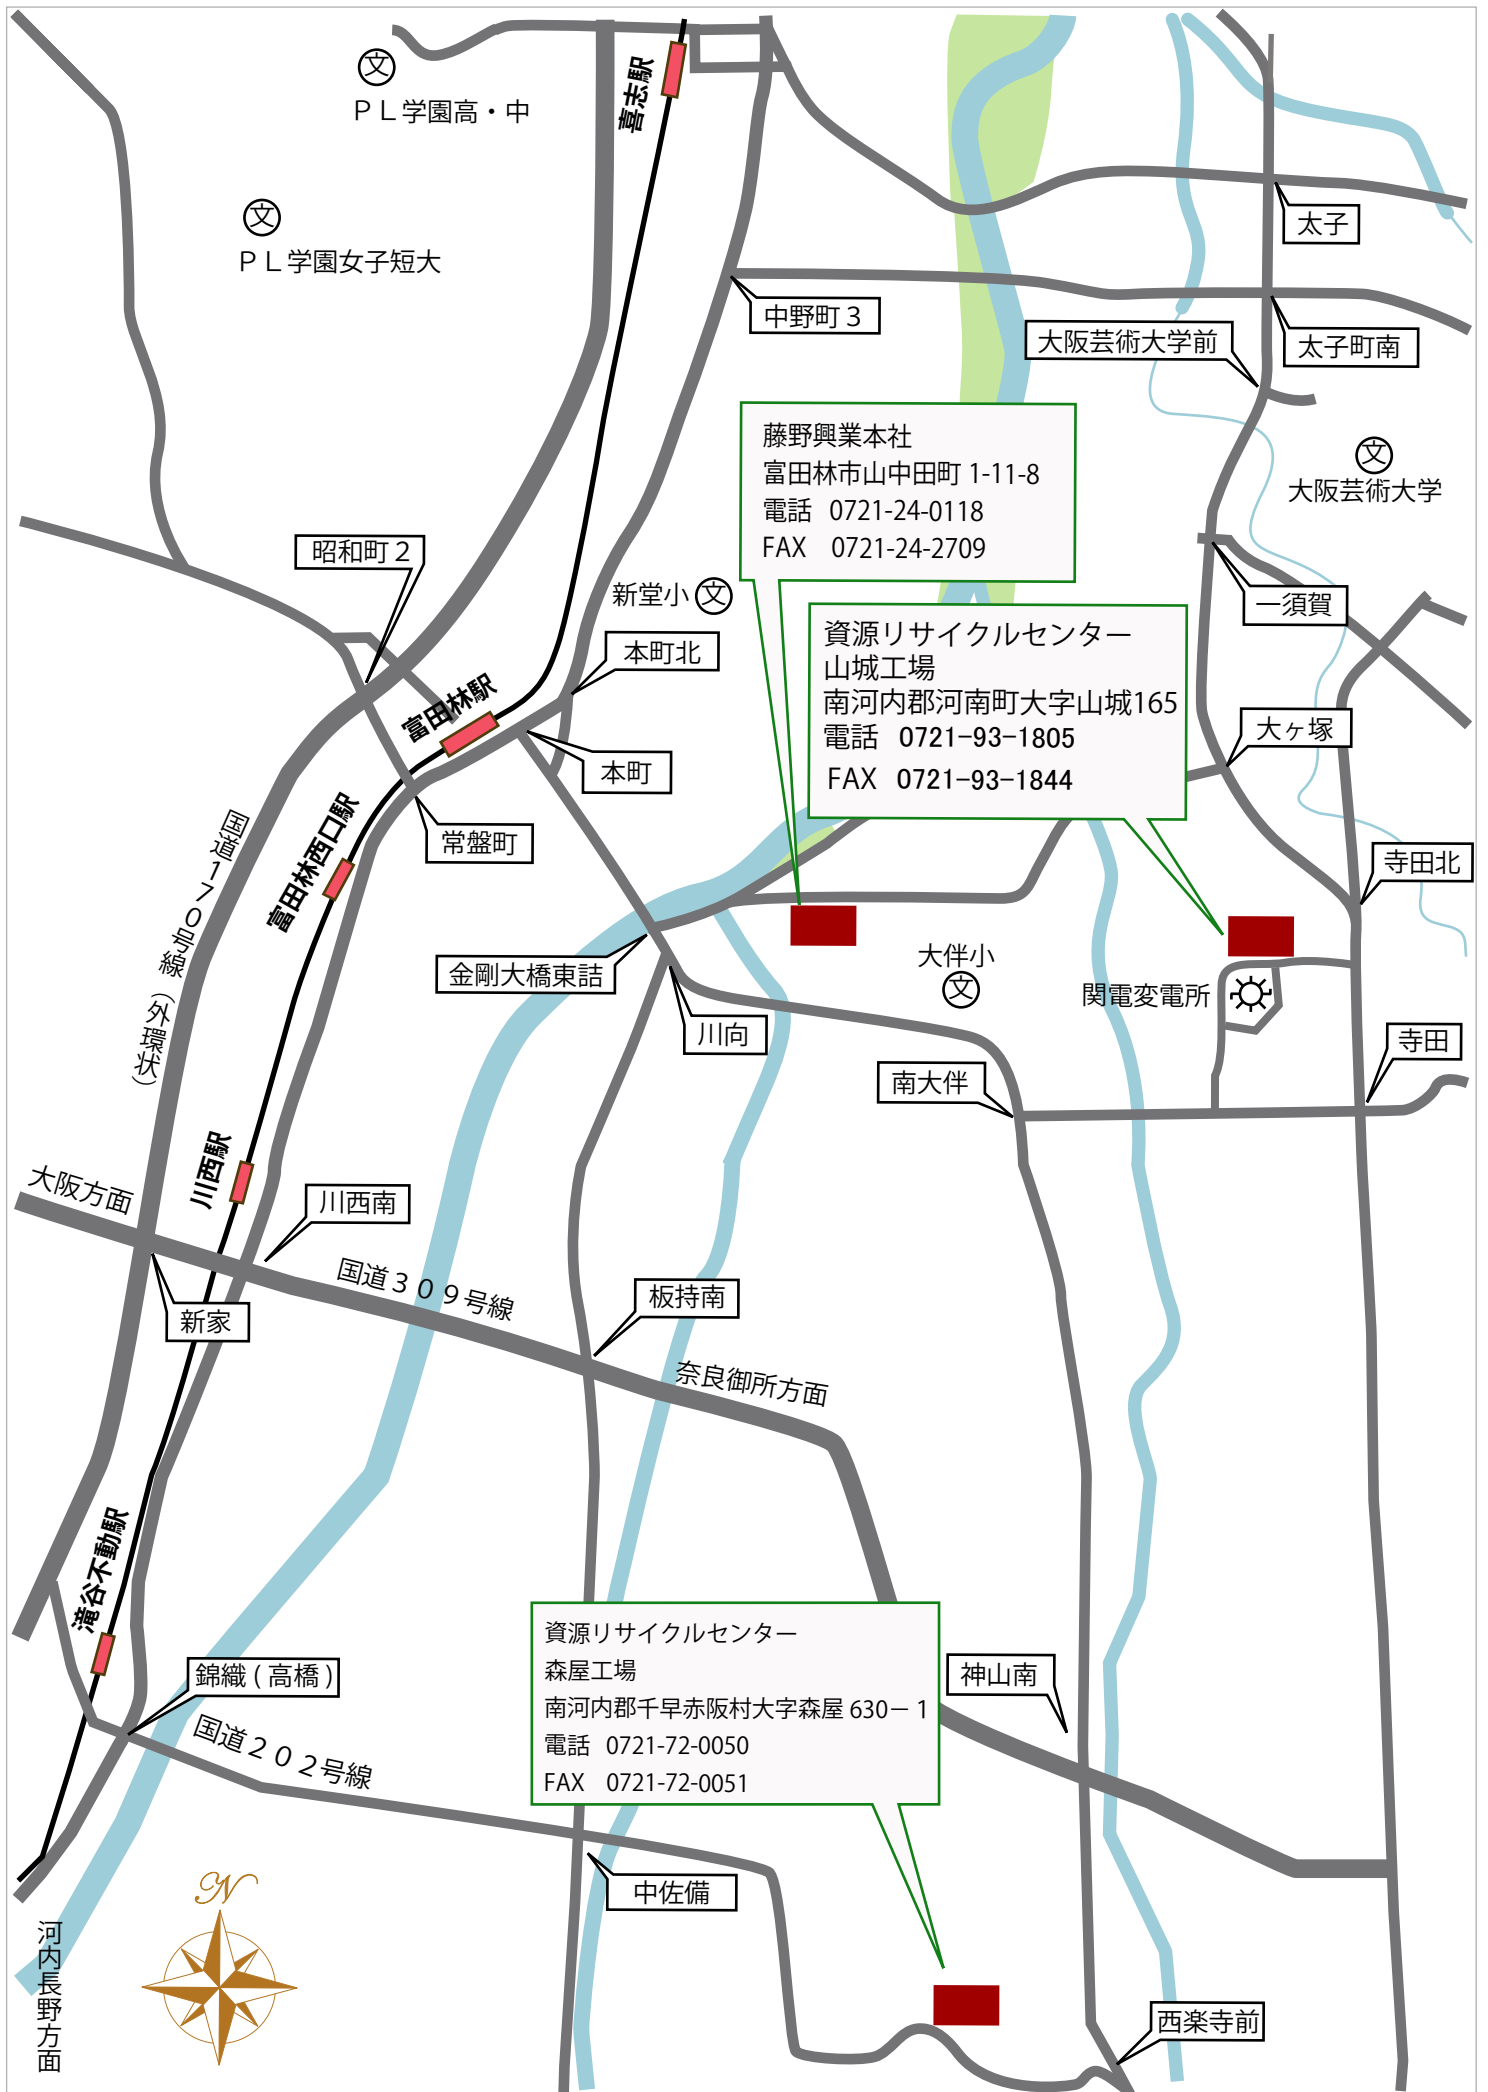 文
ＰＬ学園高・中
喜志駅
文
ＰＬ学園女子短大
太子
中野町３
大阪芸術大学前
太子町南
藤野興業本社
富田林市山中田町 1-11-8
電話 0721-24-0118
FAX 0721-24-2709
文
大阪芸術大学
昭和町２
新堂小 文
一須賀
資源リサイクルセンター
山城工場
南河内郡河南町大字山城165
電話 0721-93-1805
FAX 0721-93-1844
本町北
富田林駅
大ヶ塚
本町
国道１７０号線（外環状）
富田林西口駅
常盤町
寺田北
金剛大橋東詰
大伴小
文
関電変電所
川向
寺田
南大伴
川西駅
大阪方面
川西南
国道３０９号線
板持南
新家
奈良御所方面
滝谷不動駅
資源リサイクルセンター
森屋工場
南河内郡千早赤阪村大字森屋 630－1
電話 0721-72-0050
FAX 0721-72-0051
神山南
錦織 ( 高橋 )
国道２０２号線
中佐備
N
河内長野方面
西楽寺前